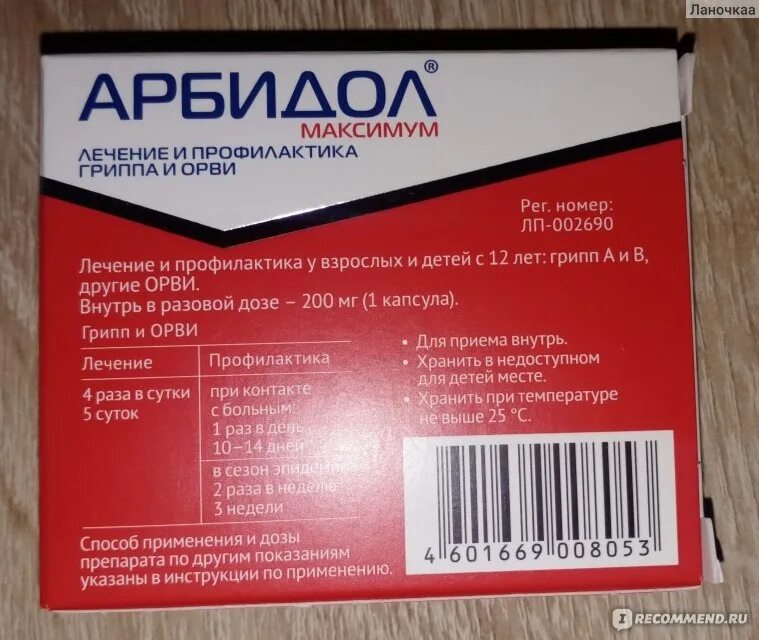 Ланочкаа
АРБИДОЛ®
МАКСИМУМ
ЛЕЧЕНИЕ И ПРОФИЛАКТИКА
ГРИППА И ОРВИ
Рег. номер:
ЛП-002690
Лечение и профилактика у взрослых и детей с 12 лет: грипп А и В,
другие ОРВИ.
Внутрь в разовой дозе – 200 мг (1 капсула).
Грипп и ОРВИ
Лечение
Профилактика
4 раза в сутки
5 суток
при контакте
с больным:
1 раз в день
10–14 дней
в сезон эпидемий
2 раза в неделю
3 недели
• Для приема внутрь.
• Хранить в недоступном
для детей месте.
• Хранить при температуре
не выше 25 °C.
Способ применения и дозы
препарата по другим показаниям
указаны в инструкции по применению.
4 601669 008053
IRECOMMEND.RU